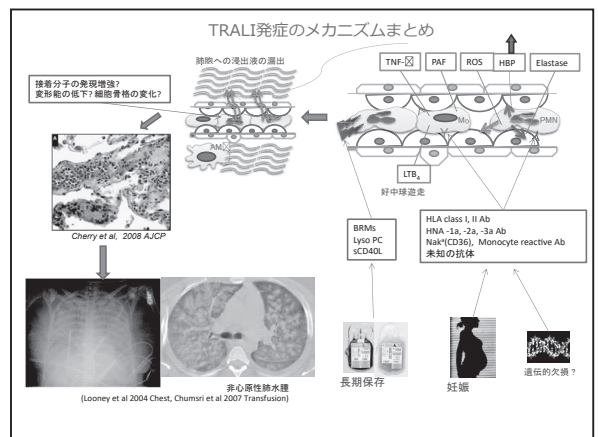 TRALI発症のメカニズムまとめ
肺胞への浸出液の漏出
TNF-
PAF
ROS
HBP
Elastase
接着分子の発現増強?
変形能の低下?細胞骨格の変化?
Mo
PMN
AM
LTB4
好中球遊走
Cherry et al, 2008 AJCP
BRMs
Lyso PC
sCD40L
HLA class I, II Ab
HNA -1a, -2a, -3a Ab
Nakᵃ(CD36), Monocyte reactive Ab
未知の抗体
非心原性肺水腫
(Looney et al 2004 Chest, Chumsri et al 2007 Transfusion)
長期保存
妊娠
遺伝的欠損?